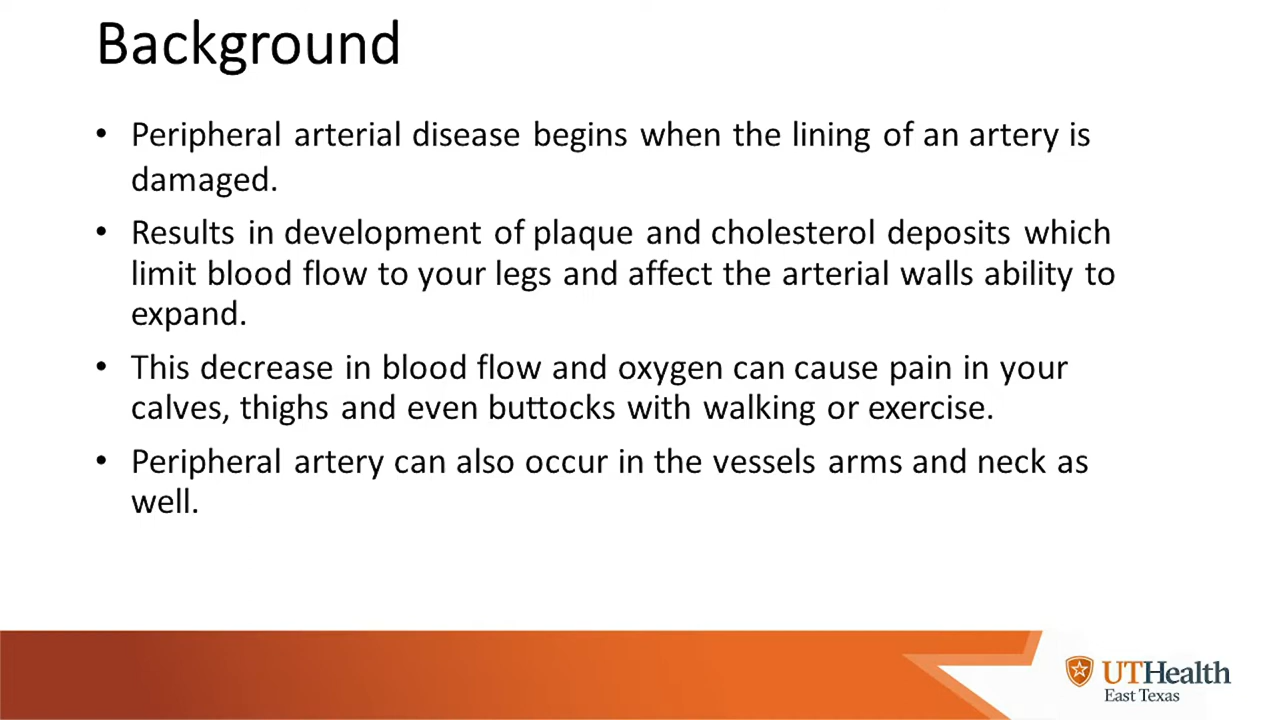 Background
• Peripheral arterial disease begins when the lining of an artery is
damaged.
• Results in development of plaque and cholesterol deposits which
limit blood flow to your legs and affect the arterial walls ability to
expand.
• This decrease in blood flow and oxygen can cause pain in your
calves, thighs and even buttocks with walking or exercise.
• Peripheral artery can also occur in the vessels arms and neck as
well.
UTHealth
East Texas